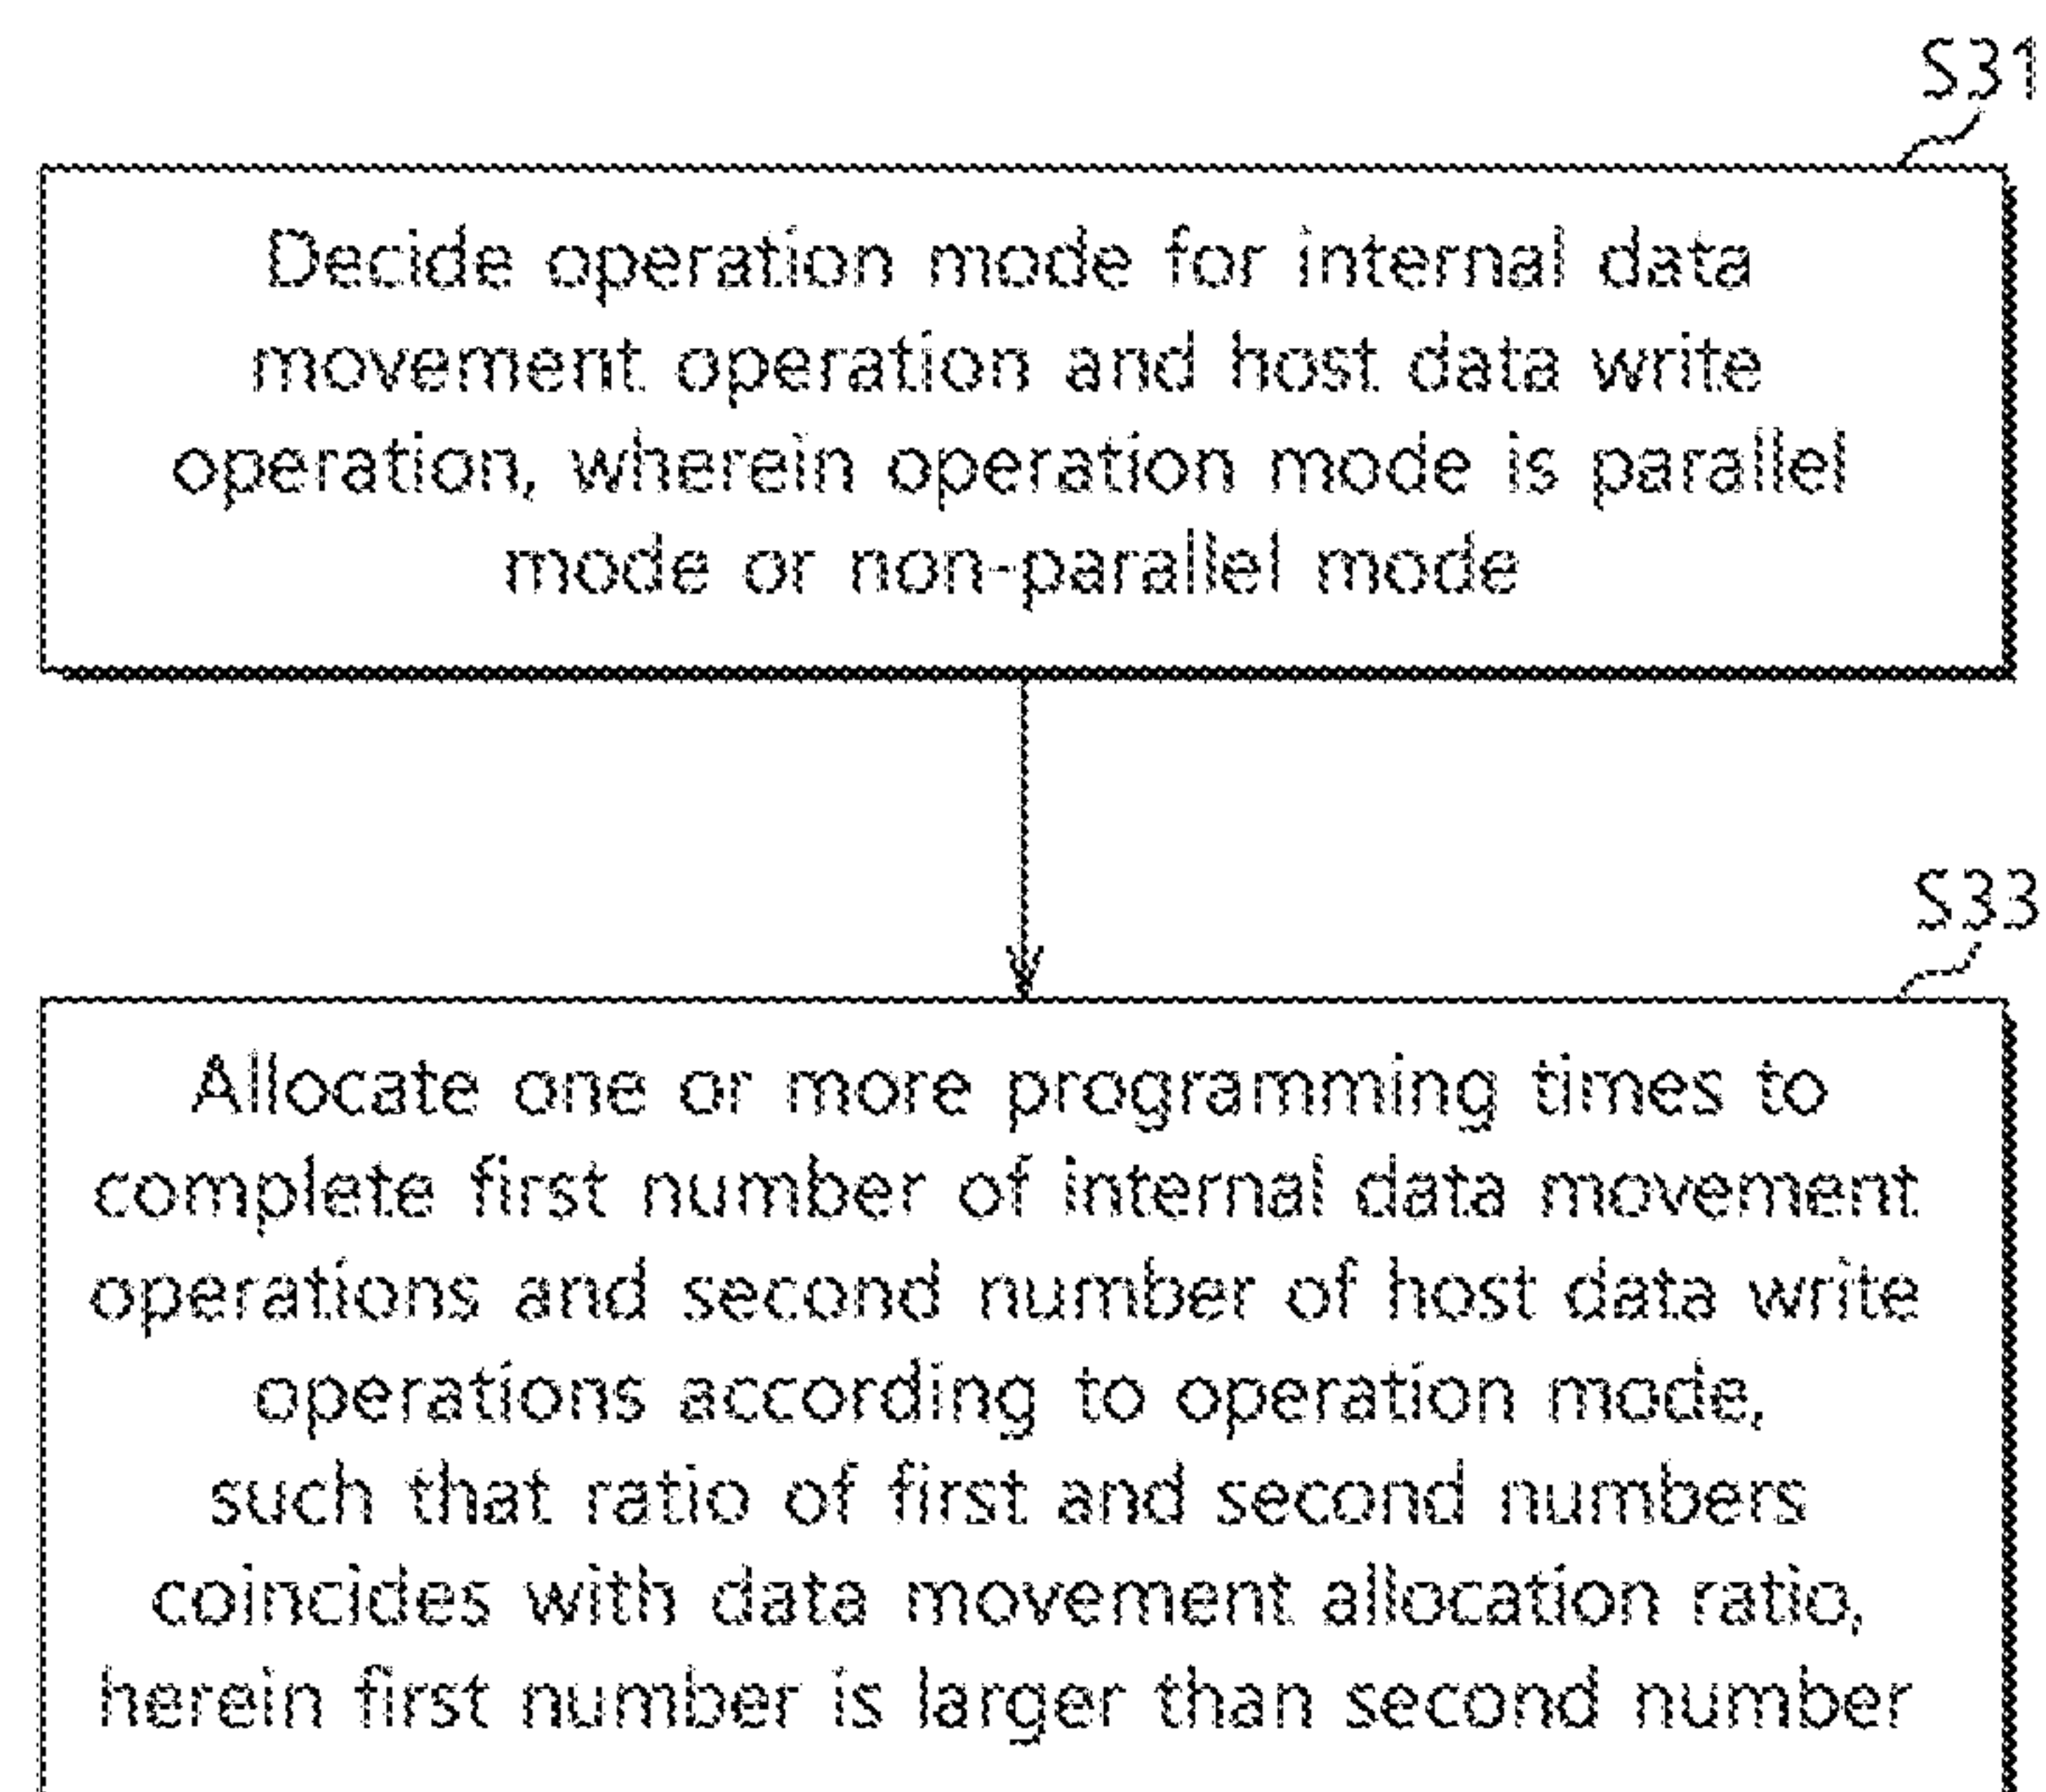 S31
Decide operation mode for internal data
movement operation and host data write
operation, wherein operation mode is parallel
mode or non-parallel mode
S33
Allocate one or more programming times to
complete first number of internal data movement
operations and second number of host data write
operations according to operation mode,
such that ratio of first and second numbers
coincides with data movement allocation ratio,
herein first number is larger than second number